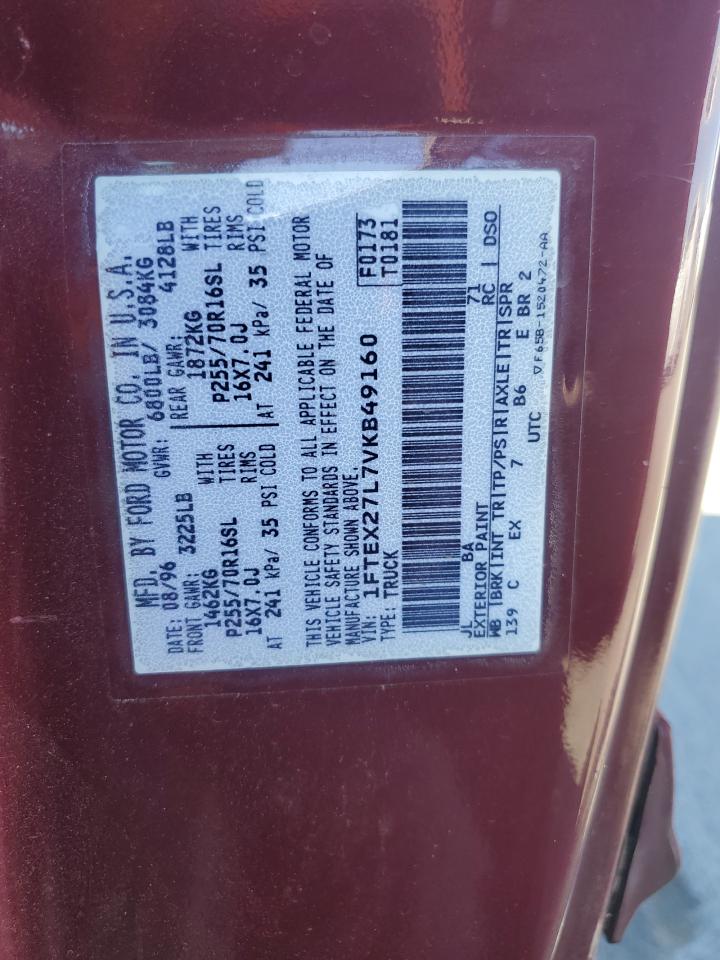 MFD. BY FORD MOTOR CO. IN U.S.A.
DATE: 08/96 GVWR: 6800LB/ 3084KG
FRONT GAWR: 3225LB REAR GAWR: 4128LB
1462KG WITH 1872KG WITH
P255/70R16SL TIRES P255/70R16SL TIRES
16X7.0J RIMS 16X7.0J RIMS
AT 241 kPa/ 35 PSI COLD AT 241 kPa/ 35 PSI COLD
THIS VEHICLE CONFORMS TO ALL APPLICABLE FEDERAL MOTOR
VEHICLE SAFETY STANDARDS IN EFFECT ON THE DATE OF
MANUFACTURE SHOWN ABOVE.
VIN: 1FTEX27L7VKB49160 F0173
TYPE: TRUCK T0181
JL BA 71
EXTERIOR PAINT RC DSO
WB BRK INT TR TP/PS R AXLE TR SPR
139 C EX 7 B6 E BR 2
UTC ▽F65B-1520472-AA